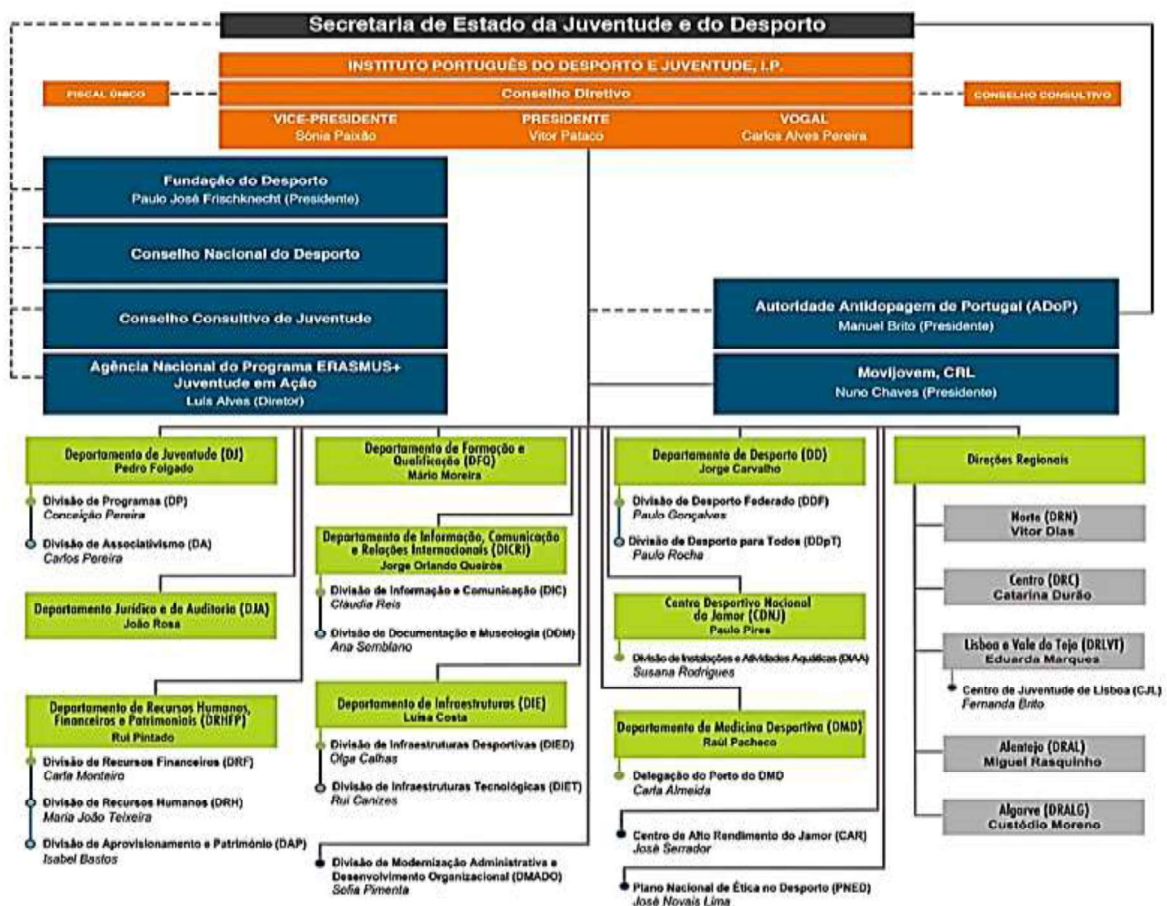 Secretaria de Estado da Juventude e do Desporto
INSTITUTO PORTUGUÊS DO DESPORTO E JUVENTUDE, I.P.
FISCAL ÚNICO
Conselho Diretivo
CONSELHO CONSULTIVO
VICE-PRESIDENTE
Sónia Paixão
PRESIDENTE
Vitor Pataco
VOGAL
Carlos Alves Pereira
Fundação do Desporto
Paulo José Frischknecht (Presidente)
Conselho Nacional do Desporto
Conselho Consultivo de Juventude
Agência Nacional do Programa ERASMUS+
Juventude em Ação
Luís Alves (Diretor)
Autoridade Antidopagem de Portugal (ADoP)
Manuel Brito (Presidente)
Movijovem, CRL
Nuno Chaves (Presidente)
Departamento de Juventude (DJ)
Pedro Folgado
Divisão de Programas (DP)
Conceição Pereira
Divisão de Associativismo (DA)
Carlos Pereira
Departamento Jurídico e de Auditoria (DJA)
João Rosa
Departamento de Recursos Humanos,
Financeiros e Patrimoniais (DRHFP)
Rui Pintado
Divisão de Recursos Financeiros (DRF)
Carla Monteiro
Divisão de Recursos Humanos (DRH)
Maria João Teixeira
Divisão de Aprovisionamento e Património (DAP)
Isabel Bastos
Departamento de Formação e
Qualificação (DFQ)
Mário Moreira
Departamento de Informação, Comunicação
e Relações Internacionais (DICRI)
Jorge Orlando Queirós
Divisão de Informação e Comunicação (DIC)
Cláudia Reis
Divisão de Documentação e Museologia (DDM)
Ana Semblano
Departamento de Infraestruturas (DIE)
Luísa Costa
Divisão de Infraestruturas Desportivas (DIED)
Olga Calhas
Divisão de Infraestruturas Tecnológicas (DIET)
Rui Canizes
Divisão de Modernização Administrativa e
Desenvolvimento Organizacional (DMADO)
Sofia Pimenta
Departamento de Desporto (DD)
Jorge Carvalho
Divisão de Desporto Federado (DDF)
Paulo Gonçalves
Divisão de Desporto para Todos (DDpT)
Paulo Rocha
Centro Desportivo Nacional
do Jamor (CDNJ)
Paulo Pires
Divisão de Instalações e Atividades Aquáticas (DIAA)
Susana Rodrigues
Departamento de Medicina Desportiva (DMD)
Raúl Pacheco
Delegação do Porto do DMD
Carla Almeida
Centro de Alto Rendimento do Jamor (CAR)
José Serrador
Plano Nacional de Ética no Desporto (PNED)
José Novais Lima
Direções Regionais
Norte (DRN)
Vitor Dias
Centro (DRC)
Catarina Durão
Lisboa e Vale do Tejo (DRLVT)
Eduarda Marques
Centro de Juventude de Lisboa (CJL)
Fernanda Brito
Alentejo (DRAL)
Miguel Rasquinho
Algarve (DRALG)
Custódio Moreno